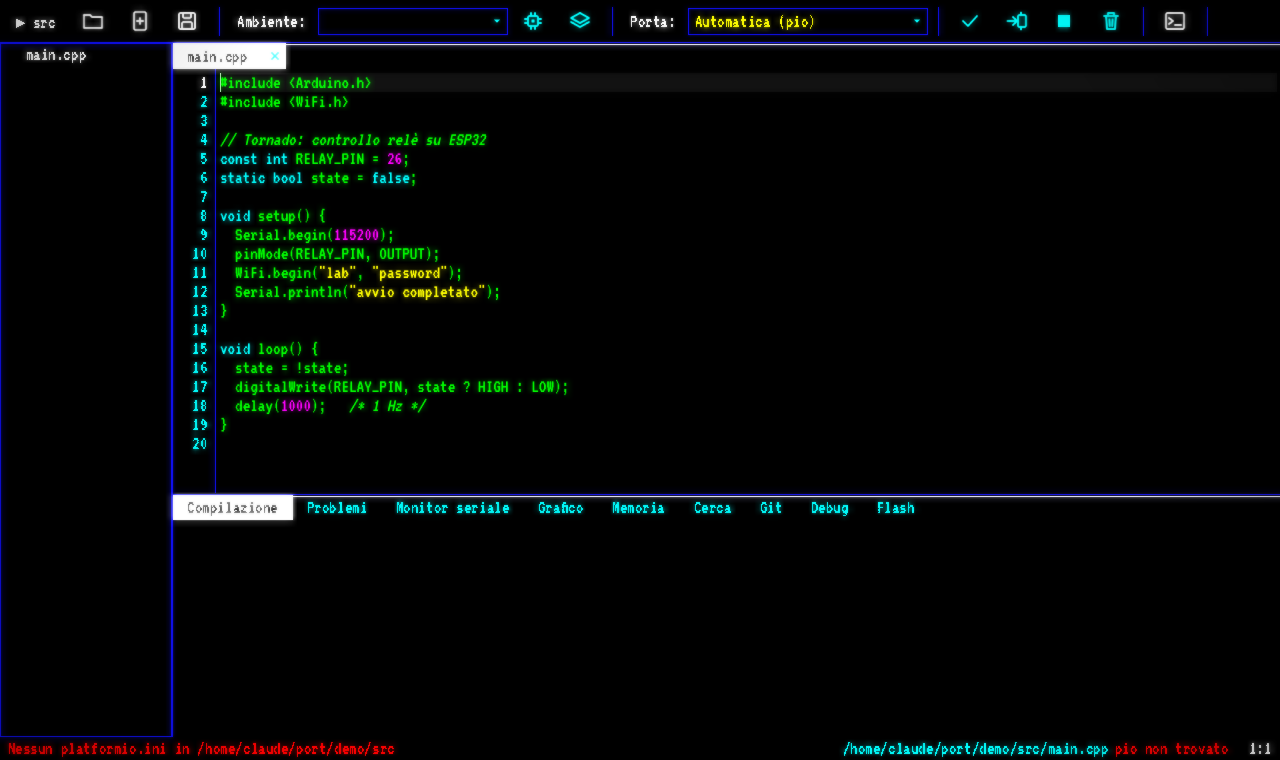 ▶ src Ambiente: Porta: Automatica (pio)
main.cpp
main.cpp ×
1 #include <Arduino.h>
2 #include <WiFi.h>
3
4 // Tornado: controllo relè su ESP32
5 const int RELAY_PIN = 26;
6 static bool state = false;
7
8 void setup() {
9   Serial.begin(115200);
10   pinMode(RELAY_PIN, OUTPUT);
11   WiFi.begin("lab", "password");
12   Serial.println("avvio completato");
13 }
14
15 void loop() {
16   state = !state;
17   digitalWrite(RELAY_PIN, state ? HIGH : LOW);
18   delay(1000);   /* 1 Hz */
19 }
20
Compilazione Problemi Monitor seriale Grafico Memoria Cerca Git Debug Flash
Nessun platformio.ini in /home/claude/port/demo/src /home/claude/port/demo/src/main.cpp pio non trovato 1:1